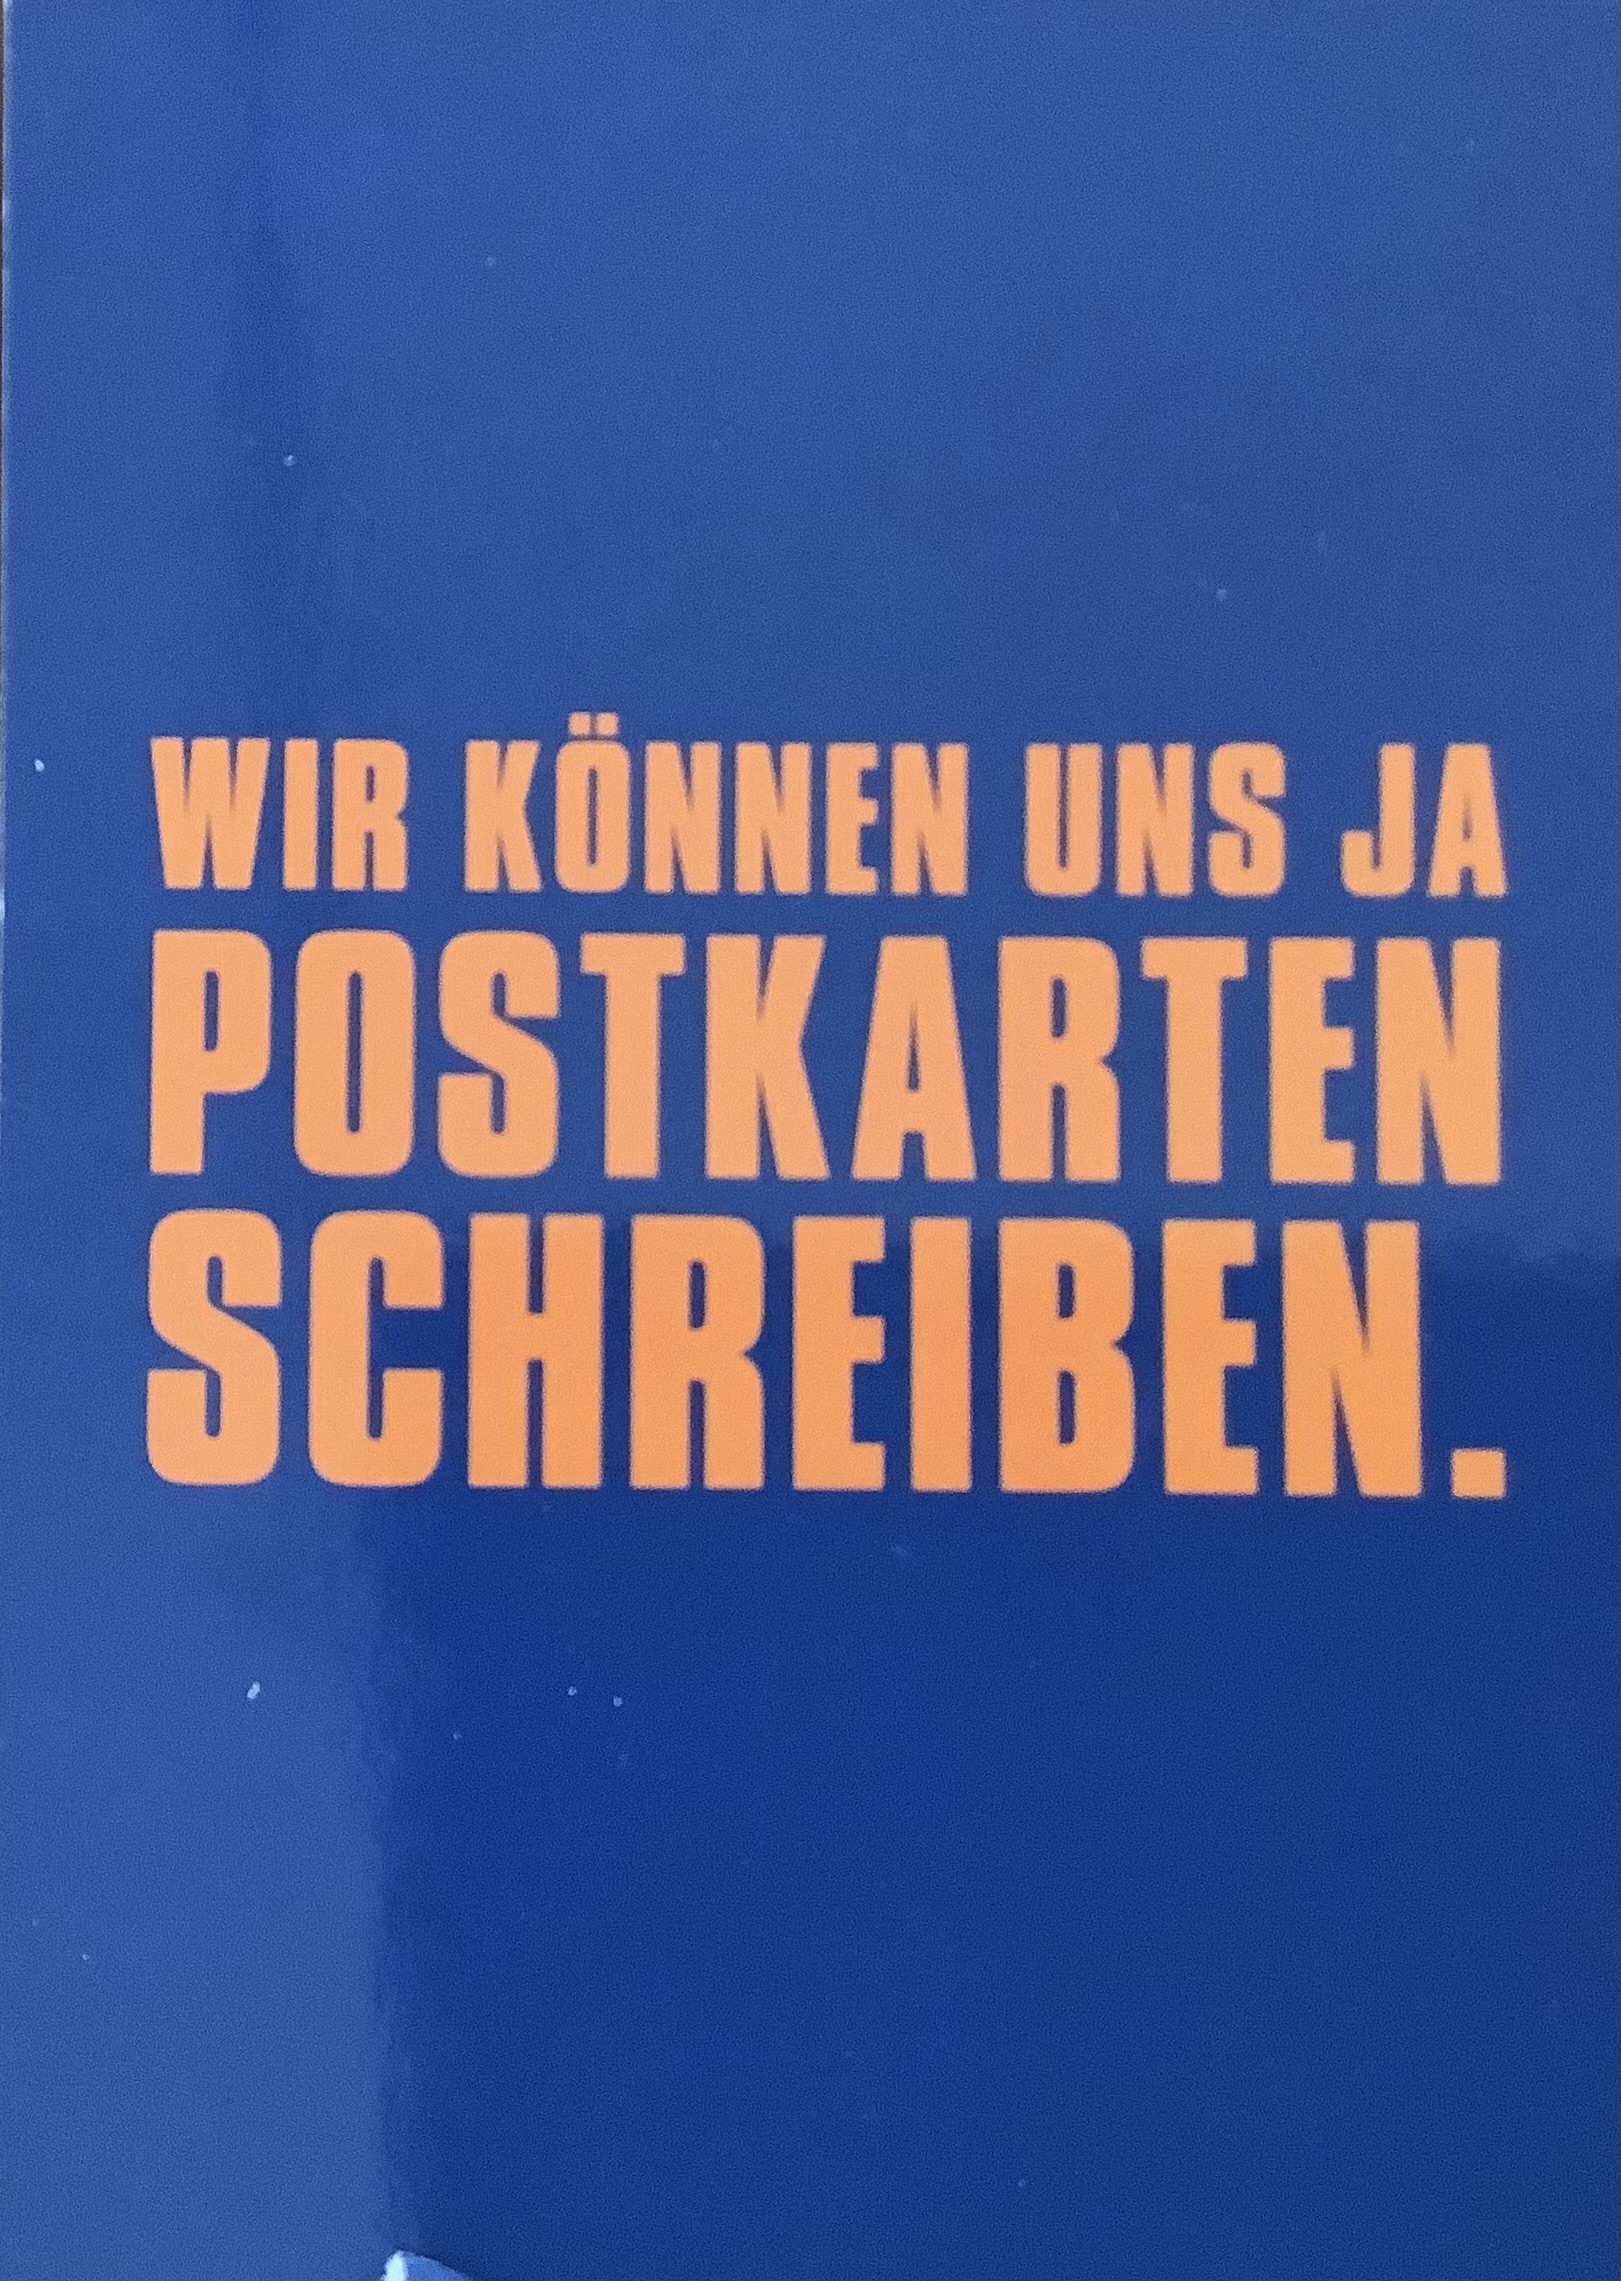 WIR KÖNNEN UNS JA
POSTKARTEN
SCHREIBEN.